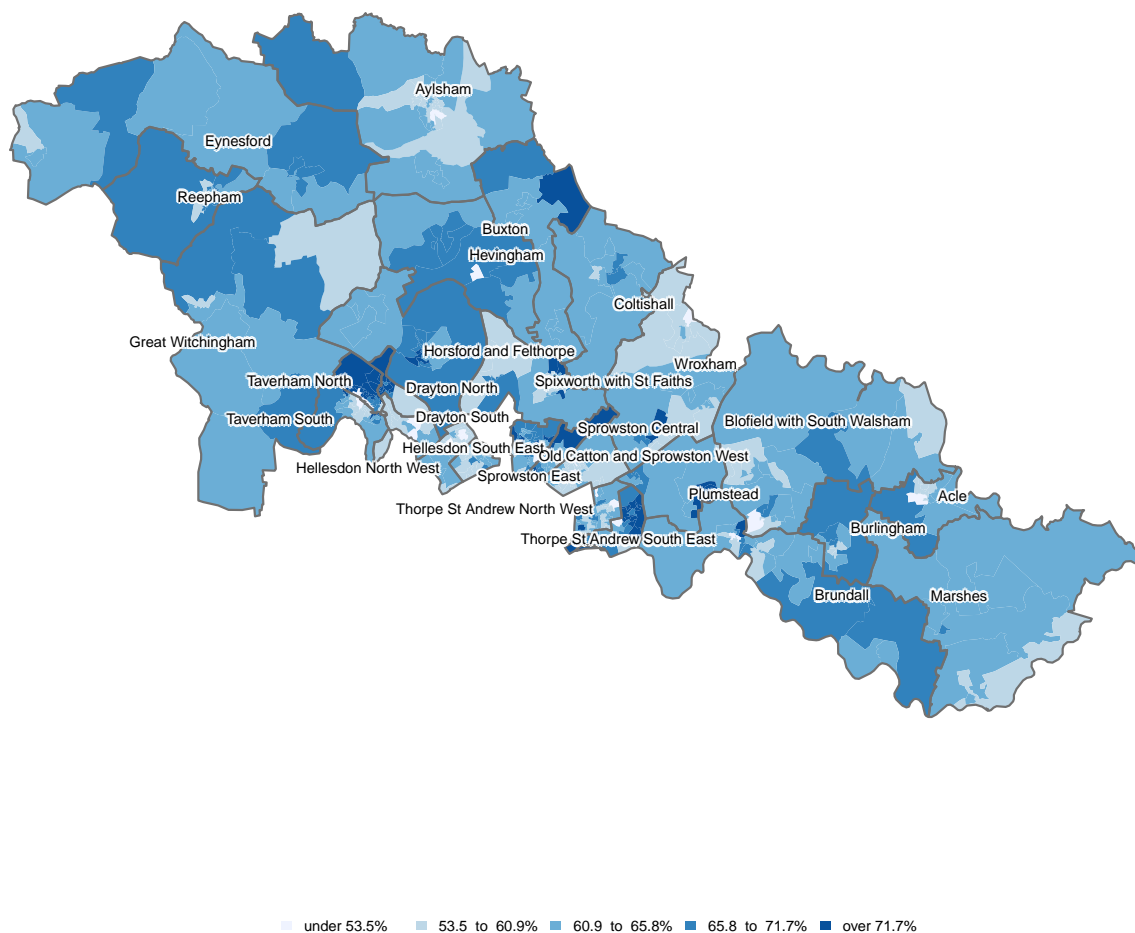 Aylsham
Eynesford
Reepham
Buxton
Hevingham
Coltishall
Great Witchingham
Horsford and Felthorpe
Wroxham
Taverham North
Drayton North
Spixworth with St Faiths
Taverham South
Drayton South
Sprowston Central
Blofield with South Walsham
Hellesdon South East
Old Catton and Sprowston West
Hellesdon North West
Sprowston East
Plumstead
Acle
Thorpe St Andrew North West
Burlingham
Thorpe St Andrew South East
Brundall
Marshes
under 53.5% 53.5 to 60.9% 60.9 to 65.8% 65.8 to 71.7% over 71.7%